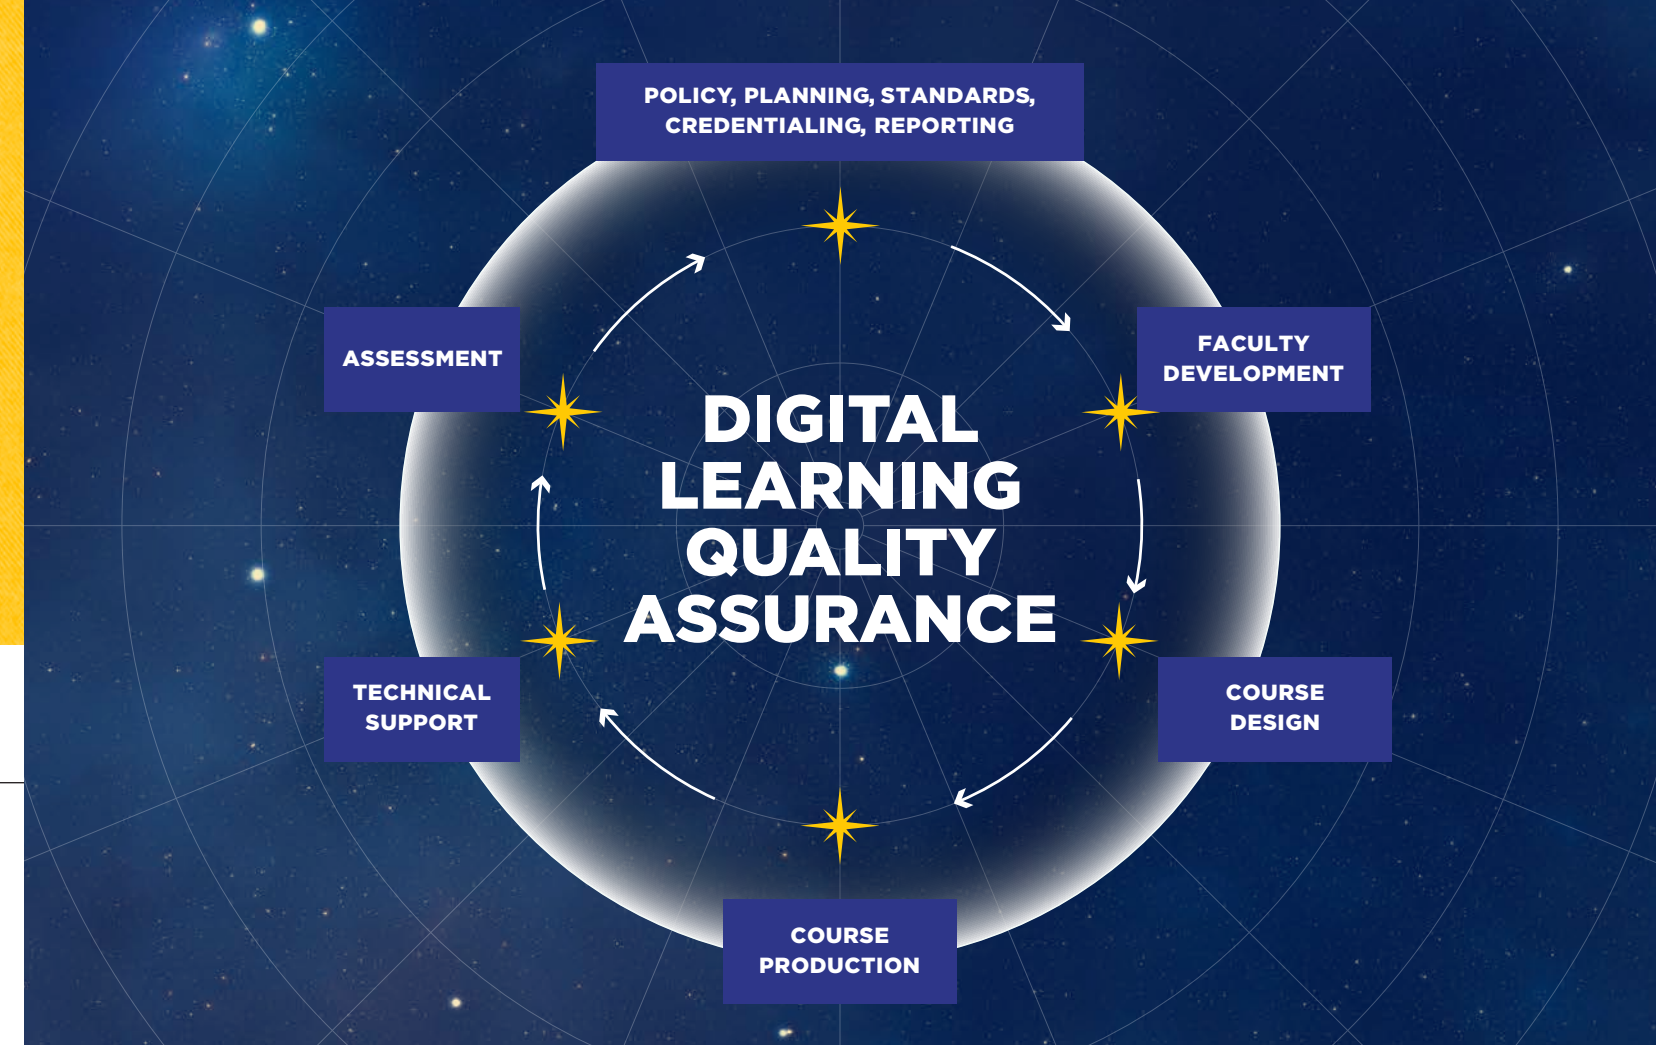 POLICY, PLANNING, STANDARDS,
CREDENTIALING, REPORTING
FACULTY
DEVELOPMENT
COURSE
DESIGN
COURSE
PRODUCTION
TECHNICAL
SUPPORT
ASSESSMENT
DIGITAL
LEARNING
QUALITY
ASSURANCE